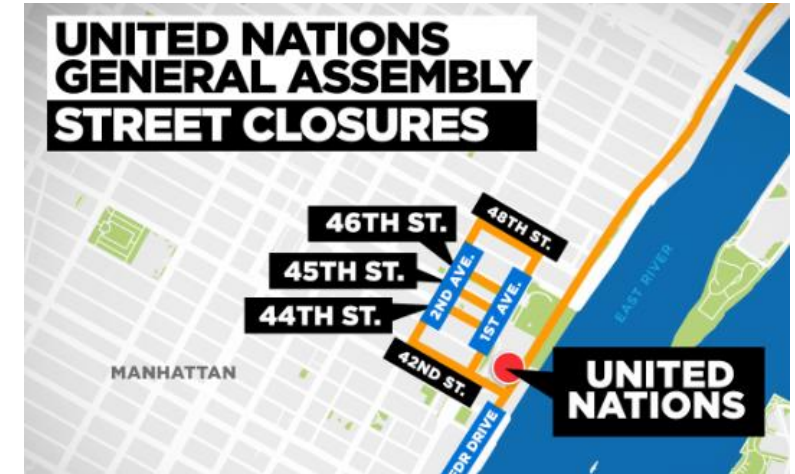 UNITED NATIONS
GENERAL ASSEMBLY
STREET CLOSURES
46TH ST.
48TH ST.
45TH ST.
2ND AVE.
44TH ST.
1ST AVE.
EAST RIVER
MANHATTAN
42ND ST.
UNITED
NATIONS
FDR DRIVE